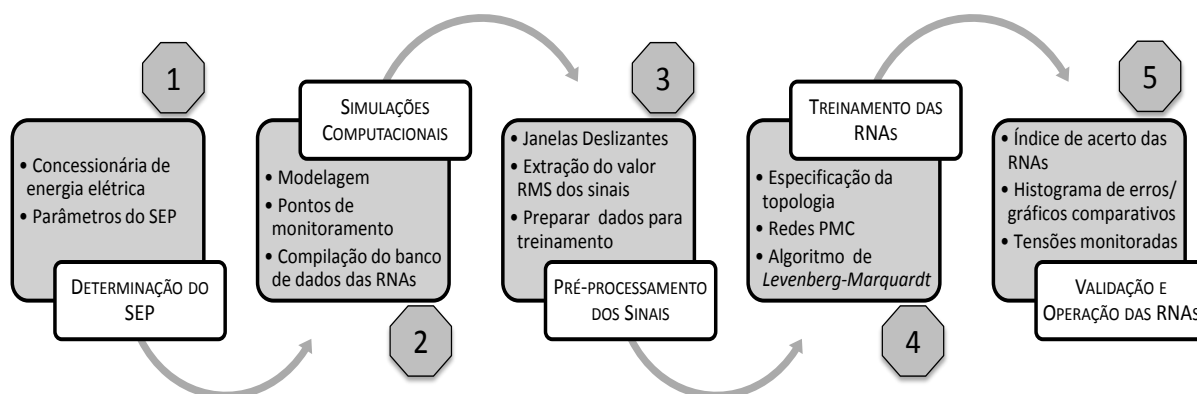 1
• Concessionária de
energia elétrica
• Parâmetros do SEP
DETERMINAÇÃO DO
SEP
SIMULAÇÕES
COMPUTACIONAIS
• Modelagem
• Pontos de
monitoramento
• Compilação do banco
de dados das RNAs
2
3
• Janelas Deslizantes
• Extração do valor
RMS dos sinais
• Preparar dados para
treinamento
PRÉ-PROCESSAMENTO
DOS SINAIS
TREINAMENTO DAS
RNAs
• Especificação da
topologia
• Redes PMC
• Algoritmo de
Levenberg-Marquardt
4
5
• Índice de acerto das
RNAs
• Histograma de erros/
gráficos comparativos
• Tensões monitoradas
VALIDAÇÃO E
OPERAÇÃO DAS RNAs